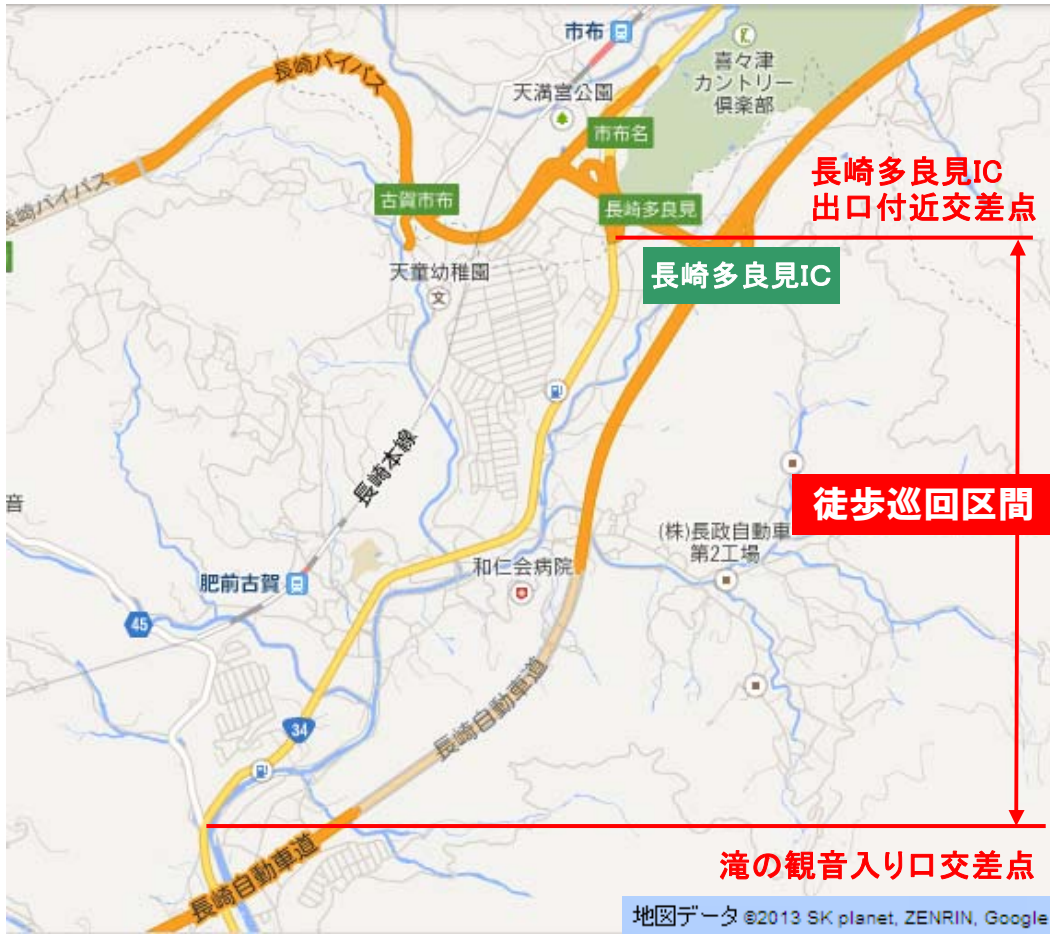 市布
喜々津
カントリー
倶楽部
長崎バイパス
天満宮公園
市布名
長崎多良見IC
出口付近交差点
長崎バイパス
古賀市布
長崎多良見
長崎多良見IC
天童幼稚園
文
長崎本線
音
徒歩巡回区間
(株)長政自動車
第2工場
和仁会病院
肥前古賀
45
34
長崎自動車道
滝の観音入り口交差点
長崎自動車道
地図データ ©2013 SK planet, ZENRIN, Google